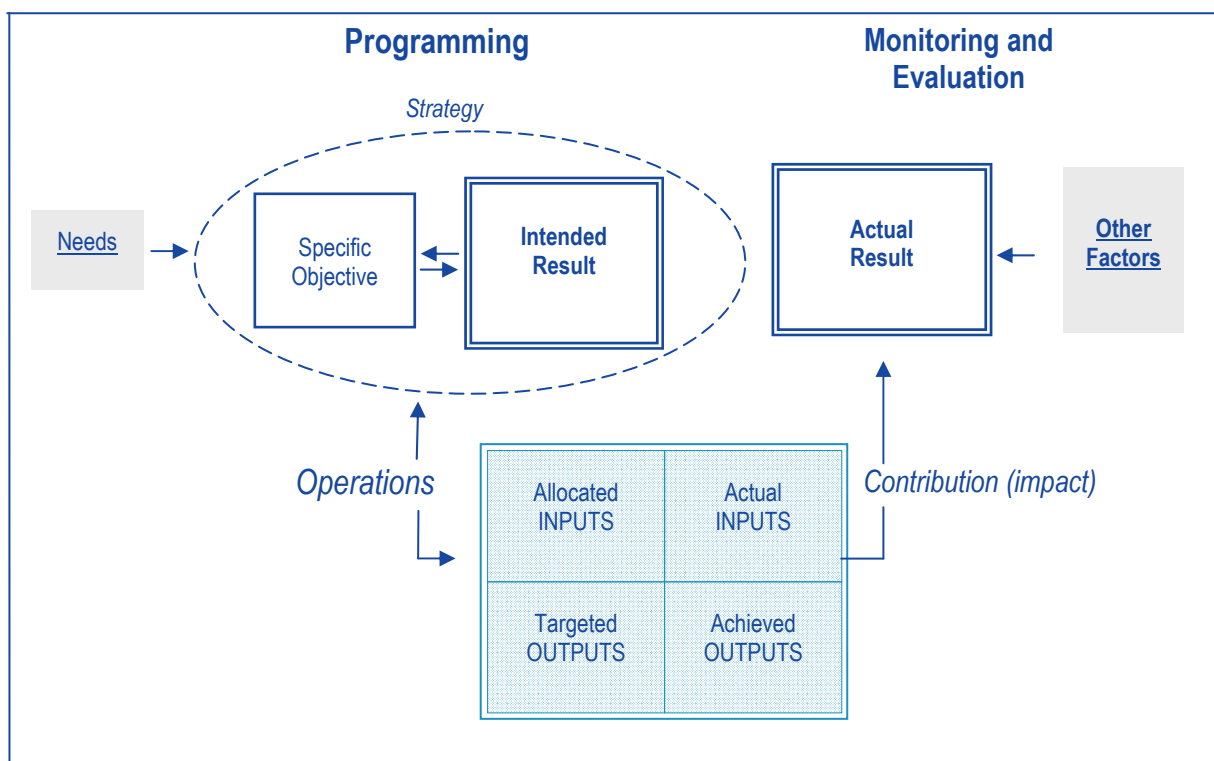 Programming
Monitoring and
Evaluation
Strategy
Needs
Specific
Objective
Intended
Result
Actual
Result
Other
Factors
Operations
Allocated
INPUTS
Actual
INPUTS
Contribution (impact)
Targeted
OUTPUTS
Achieved
OUTPUTS